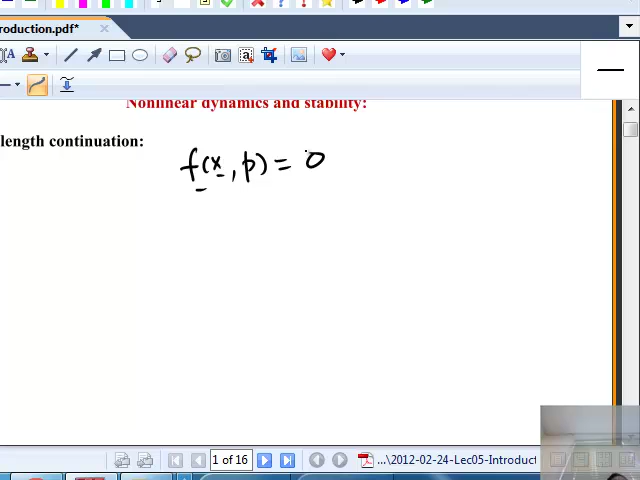 roduction.pdf*
Nonlinear dynamics and stability:
length continuation:
f(x, p) = 0
1 of 16
...\2012-02-24-Lec05-Introduct